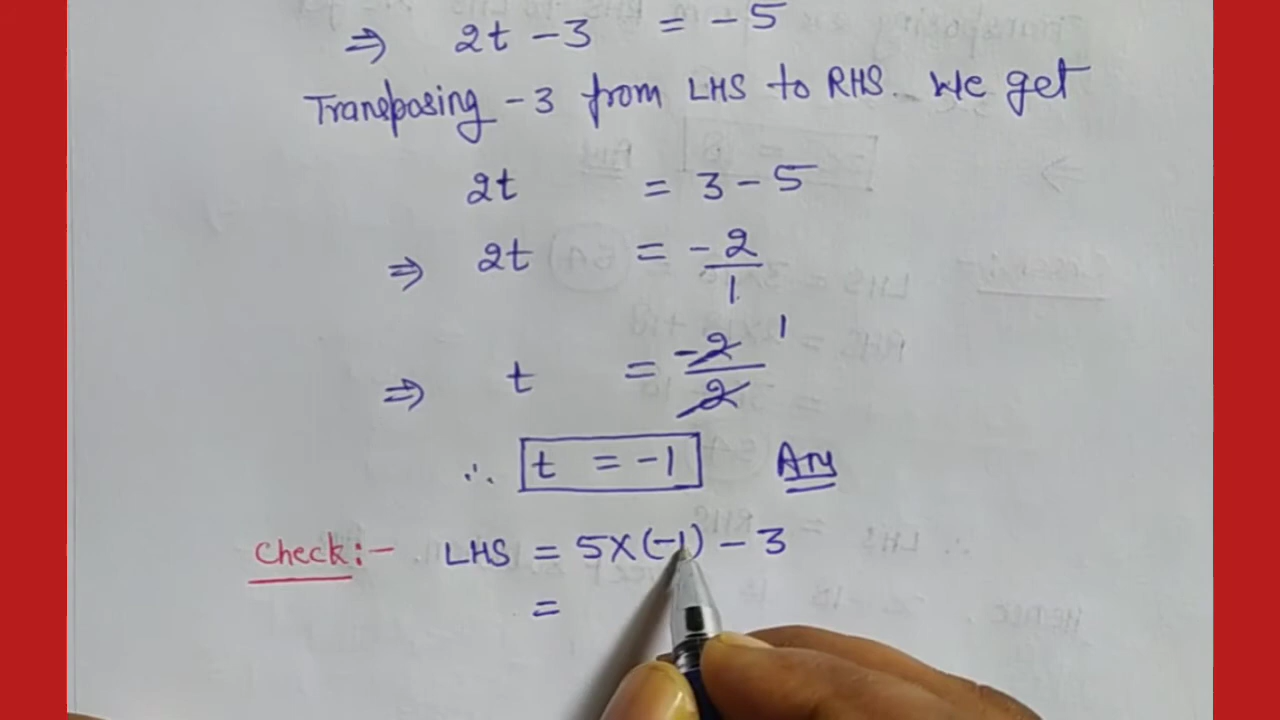 ⇒ 2t - 3 = - 5
Transposing - 3 from LHS to RHS. We get
2t = 3 - 5
⇒ 2t = -2/1
⇒ t = -2/2 1
∴ t = -1 Ans
Check:- LHS = 5×(-1) - 3
=